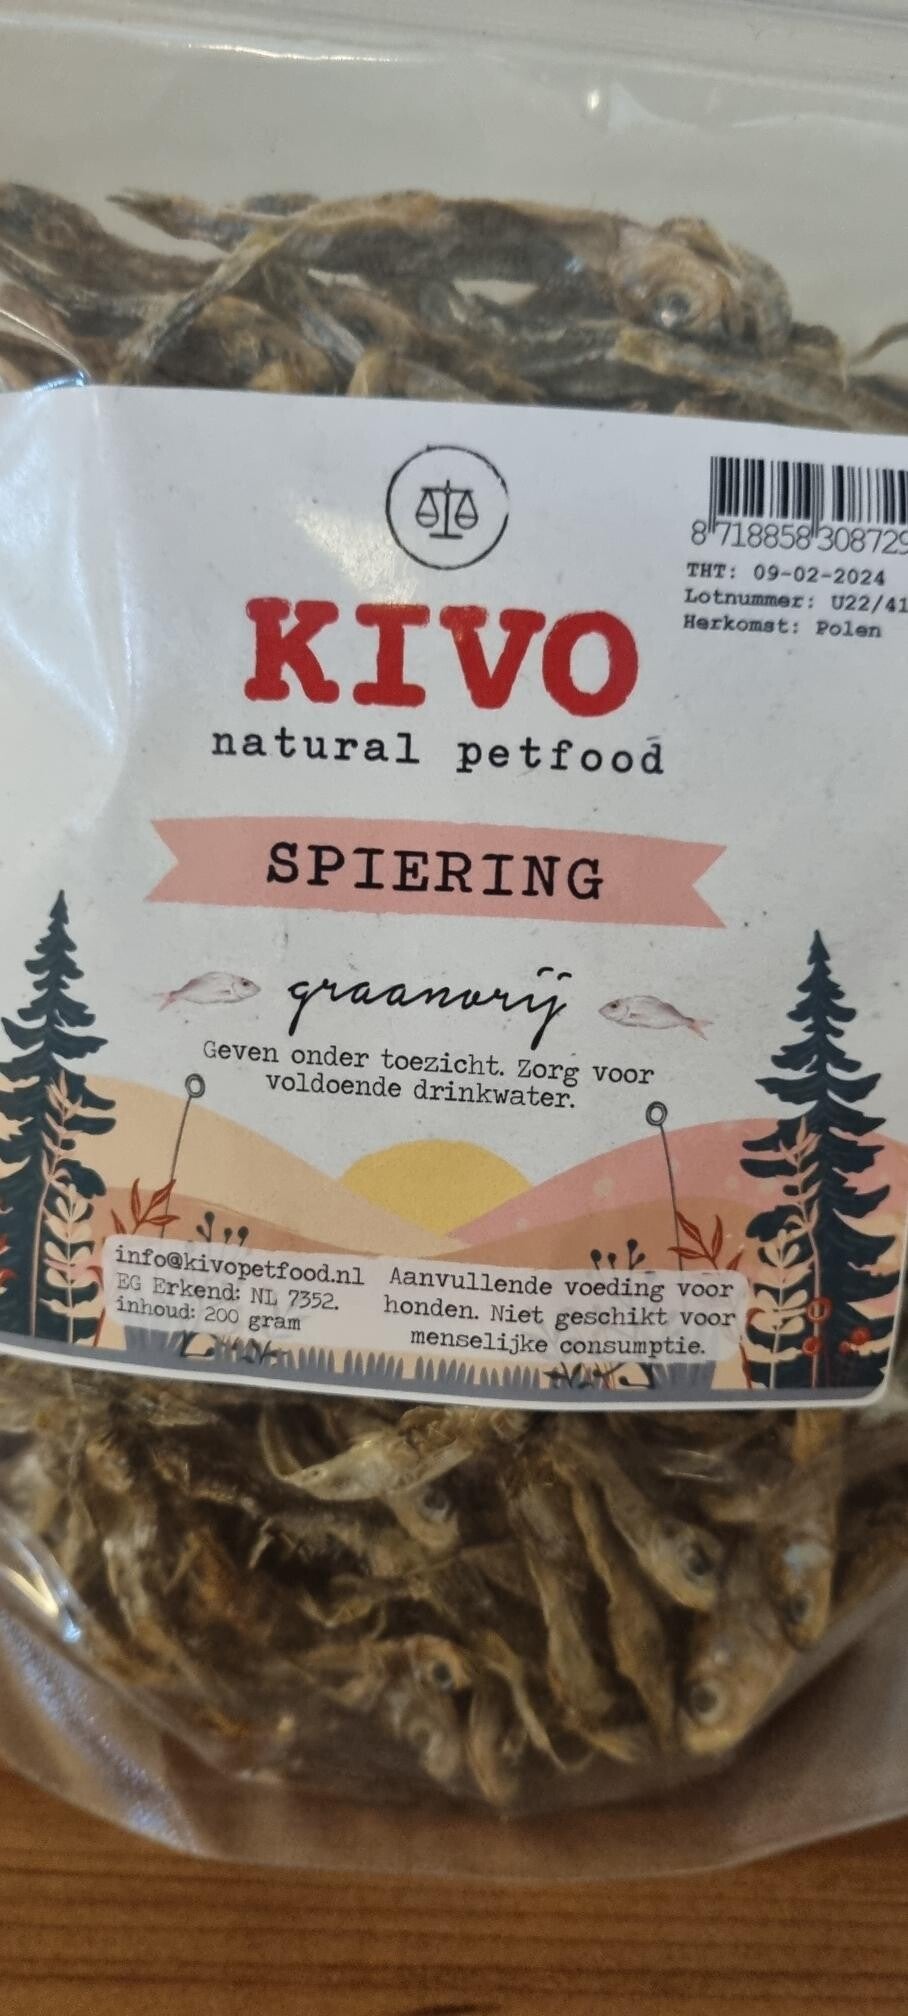 8 718858 308729
THT: 09-02-2024
Lotnummer: U22/41
Herkomst: Polen
KIVO
natural petfood
SPIERING
graanvrij
Geven onder toezicht. Zorg voor
voldoende drinkwater.
info@kivopetfood.nl
EG Erkend: NL 7352.
inhoud: 200 gram
Aanvullende voeding voor
honden. Niet geschikt voor
menselijke consumptie.